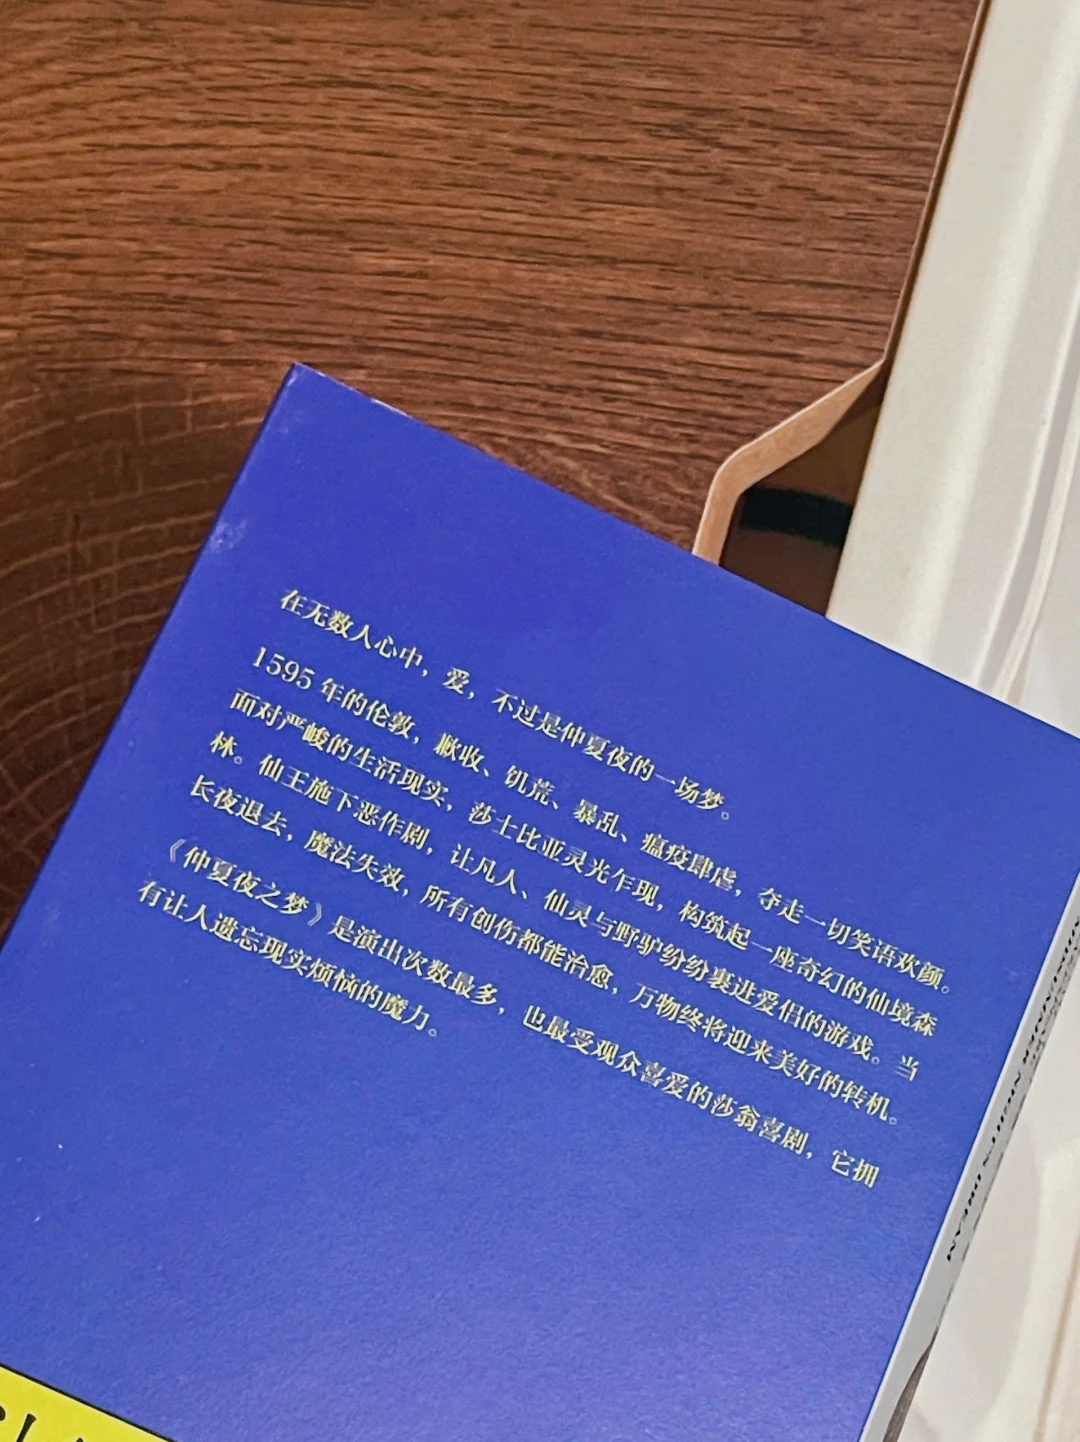 在无数人心中，爱，不过是仲夏夜的一场梦。
1595 年的伦敦，歉收、饥荒、暴乱、瘟疫肆虐，夺走一切笑语欢颜。
面对严峻的生活现实，莎士比亚灵光乍现，构筑起一座奇幻的仙境森
林。仙王施下恶作剧，让凡人、仙灵与野驴纷纷裹进爱侣的游戏。当
长夜退去，魔法失效，所有创伤都能治愈，万物终将迎来美好的转机。
《仲夏夜之梦》是演出次数最多，也最受观众喜爱的莎翁喜剧，它拥
有让人遗忘现实烦恼的魔力。
NIGHT'S DREAM